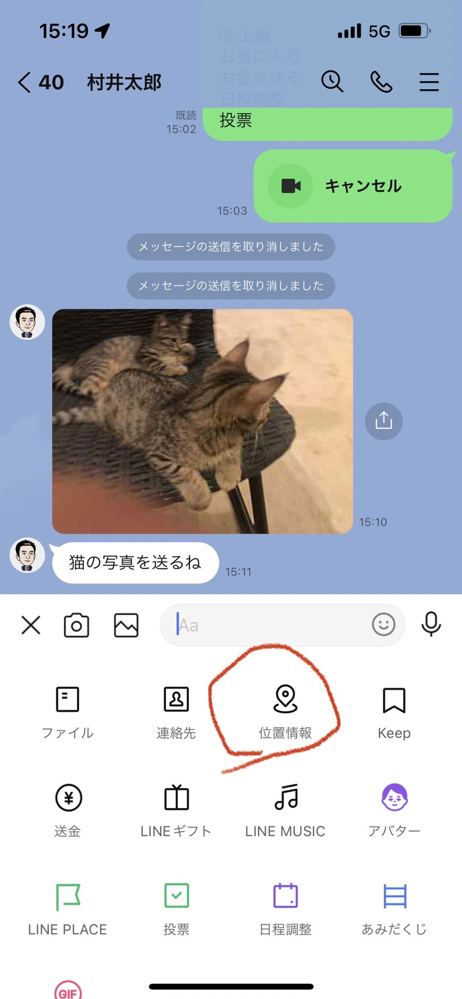 15:19
5G
③上級
お気に入り
お金を送る
日程調整
40 村井太郎
投票
既読
15:02
キャンセル
15:03
メッセージの送信を取り消しました
メッセージの送信を取り消しました
15:10
猫の写真を送るね
15:11
Aa
ファイル 連絡先 位置情報 Keep
送金 LINEギフト LINE MUSIC アバター
LINE PLACE 投票 日程調整 あみだくじ
GIF